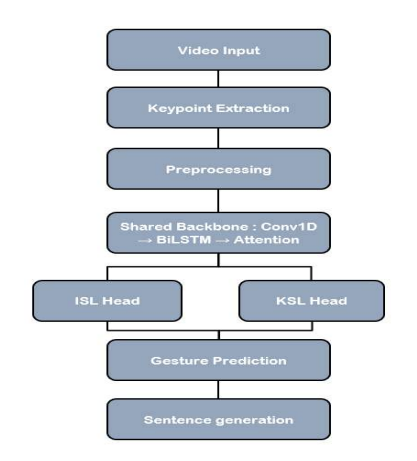 Video Input
Keypoint Extraction
Preprocessing
Shared Backbone : Conv1D
→ BiLSTM → Attention
ISL Head
KSL Head
Gesture Prediction
Sentence generation